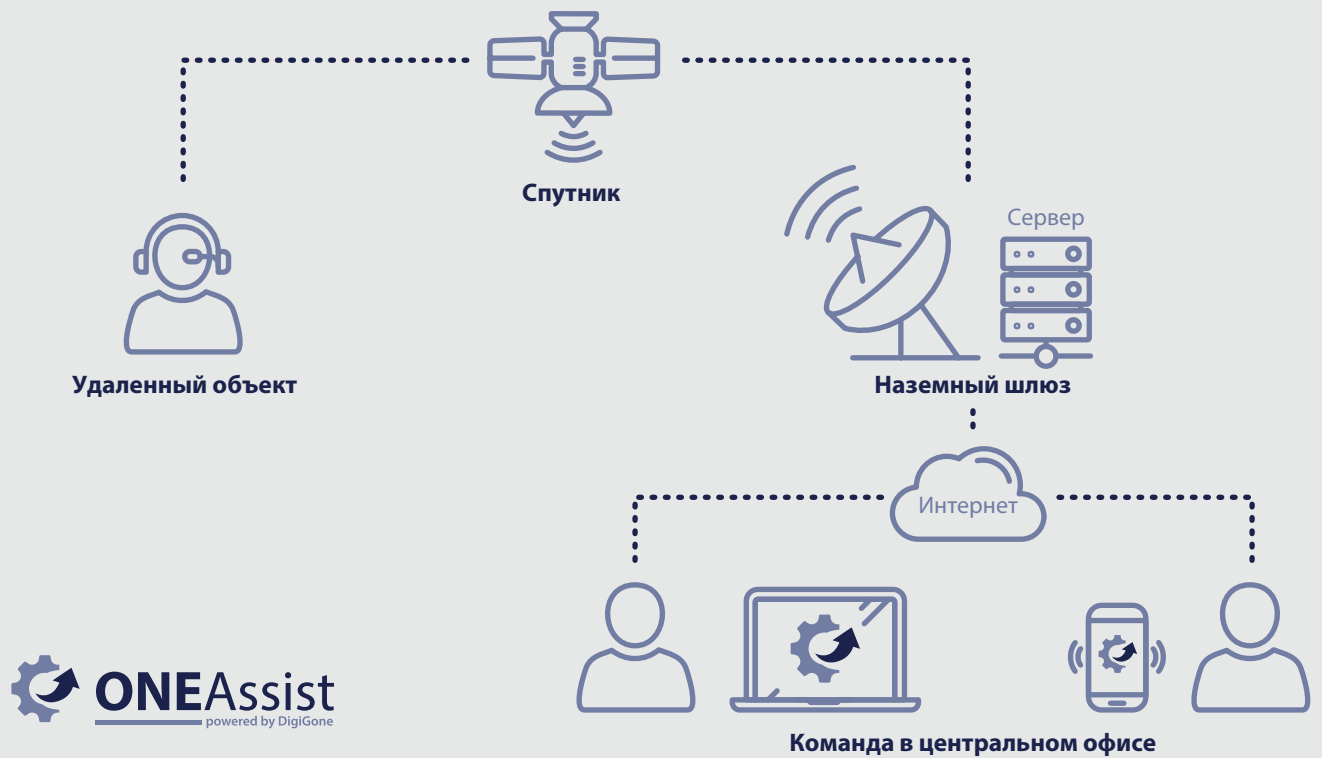 Спутник
Сервер
Удаленный объект
Наземный шлюз
Интернет
ONEAssist
powered by DigiGone
Команда в центральном офисе